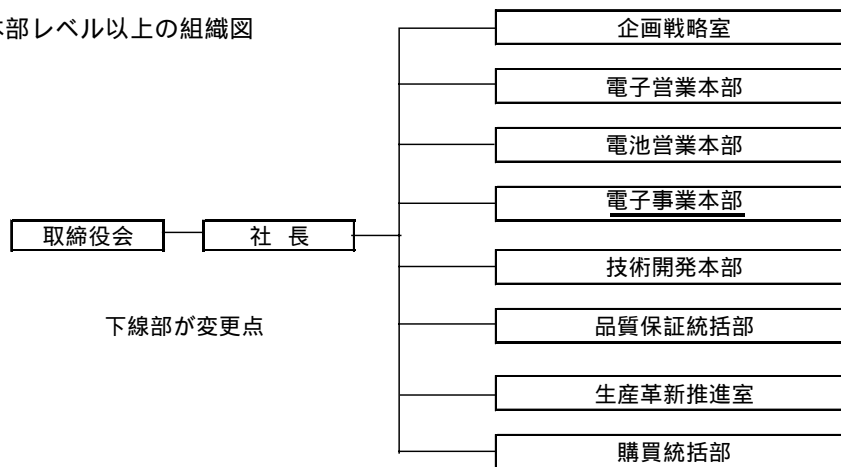 本部レベル以上の組織図
企画戦略室
電子営業本部
電池営業本部
電子事業本部
取締役会
社 長
技術開発本部
下線部が変更点
品質保証統括部
生産革新推進室
購買統括部